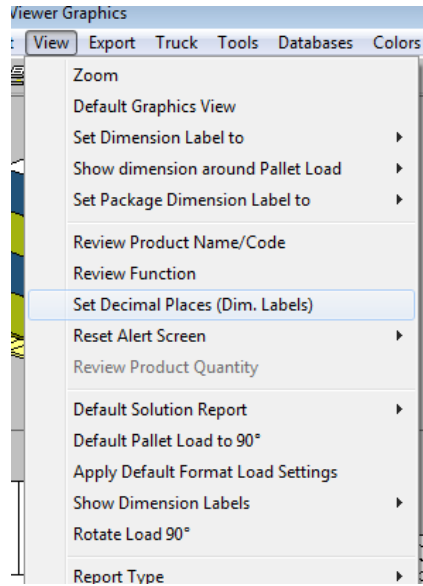 Viewer Graphics
View Export Truck Tools Databases Colors
Zoom
Default Graphics View
Set Dimension Label to
Show dimension around Pallet Load
Set Package Dimension Label to
Review Product Name/Code
Review Function
Set Decimal Places (Dim. Labels)
Reset Alert Screen
Review Product Quantity
Default Solution Report
Default Pallet Load to 90°
Apply Default Format Load Settings
Show Dimension Labels
Rotate Load 90°
Report Type